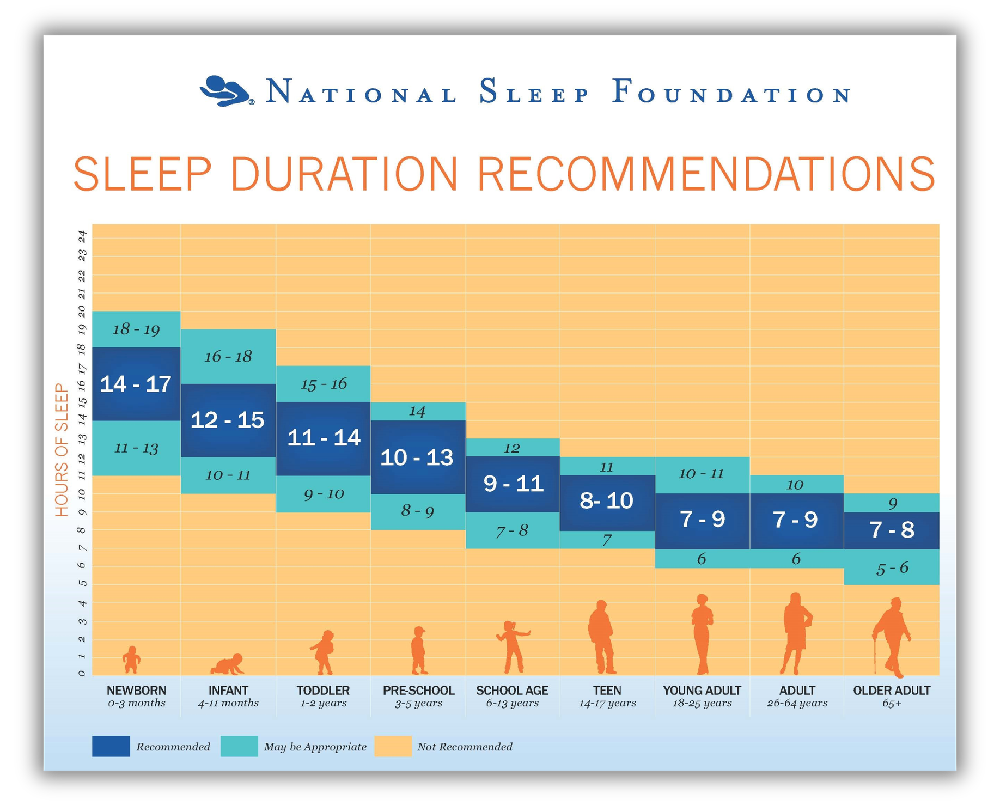 ® NATIONAL SLEEP FOUNDATION
SLEEP DURATION RECOMMENDATIONS
HOURS OF SLEEP
24
23
22
21
20
19
18
17
16
15
14
13
12
11
10
9
8
7
6
5
4
3
2
1
0
18 - 19
14 - 17
11 - 13
16 - 18
12 - 15
10 - 11
15 - 16
11 - 14
9 - 10
14
10 - 13
8 - 9
12
9 - 11
7 - 8
11
8- 10
7
10 - 11
7 - 9
6
10
7 - 9
6
9
7 - 8
5 - 6
NEWBORN
0-3 months
INFANT
4-11 months
TODDLER
1-2 years
PRE-SCHOOL
3-5 years
SCHOOL AGE
6-13 years
TEEN
14-17 years
YOUNG ADULT
18-25 years
ADULT
26-64 years
OLDER ADULT
65+
Recommended
May be Appropriate
Not Recommended